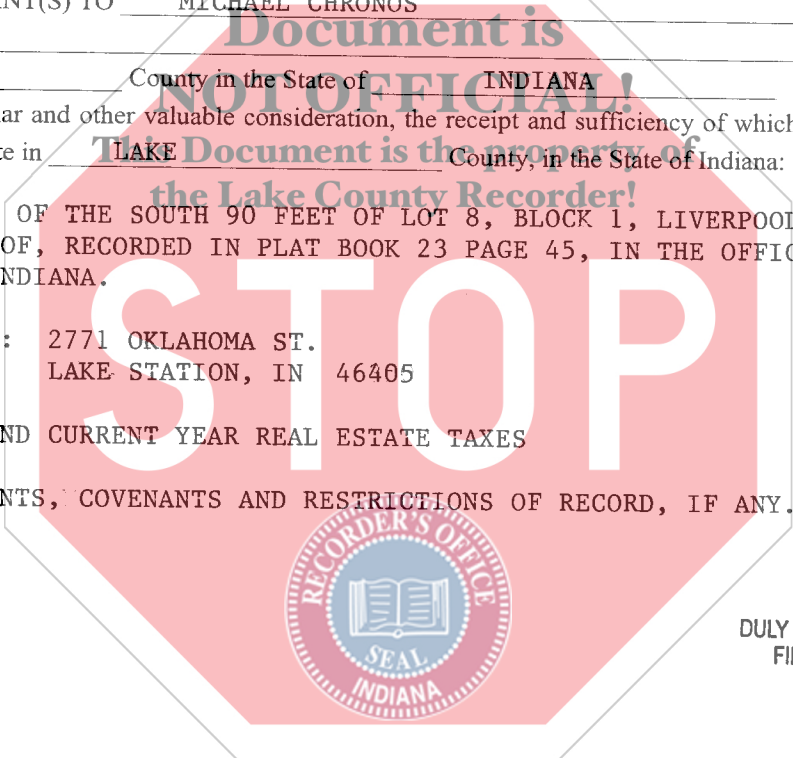 NT(S) TO MICHAEL CHRONOS
Document is
County in the State of INDIANA
NOT OFFICIAL!
ar and other valuable consideration, the receipt and sufficiency of which
This Document is the property of
e in LAKE County, in the State of Indiana:
the Lake County Recorder!
OF THE SOUTH 90 FEET OF LOT 8, BLOCK 1, LIVERPOOL
OF, RECORDED IN PLAT BOOK 23 PAGE 45, IN THE OFFIC
NDIANA.
: 2771 OKLAHOMA ST.
LAKE STATION, IN 46405
STOP
ND CURRENT YEAR REAL ESTATE TAXES
NTS, COVENANTS AND RESTRICTIONS OF RECORD, IF ANY.
RECORDER'S OFFICE
SEAL
INDIANA
DULY
FI